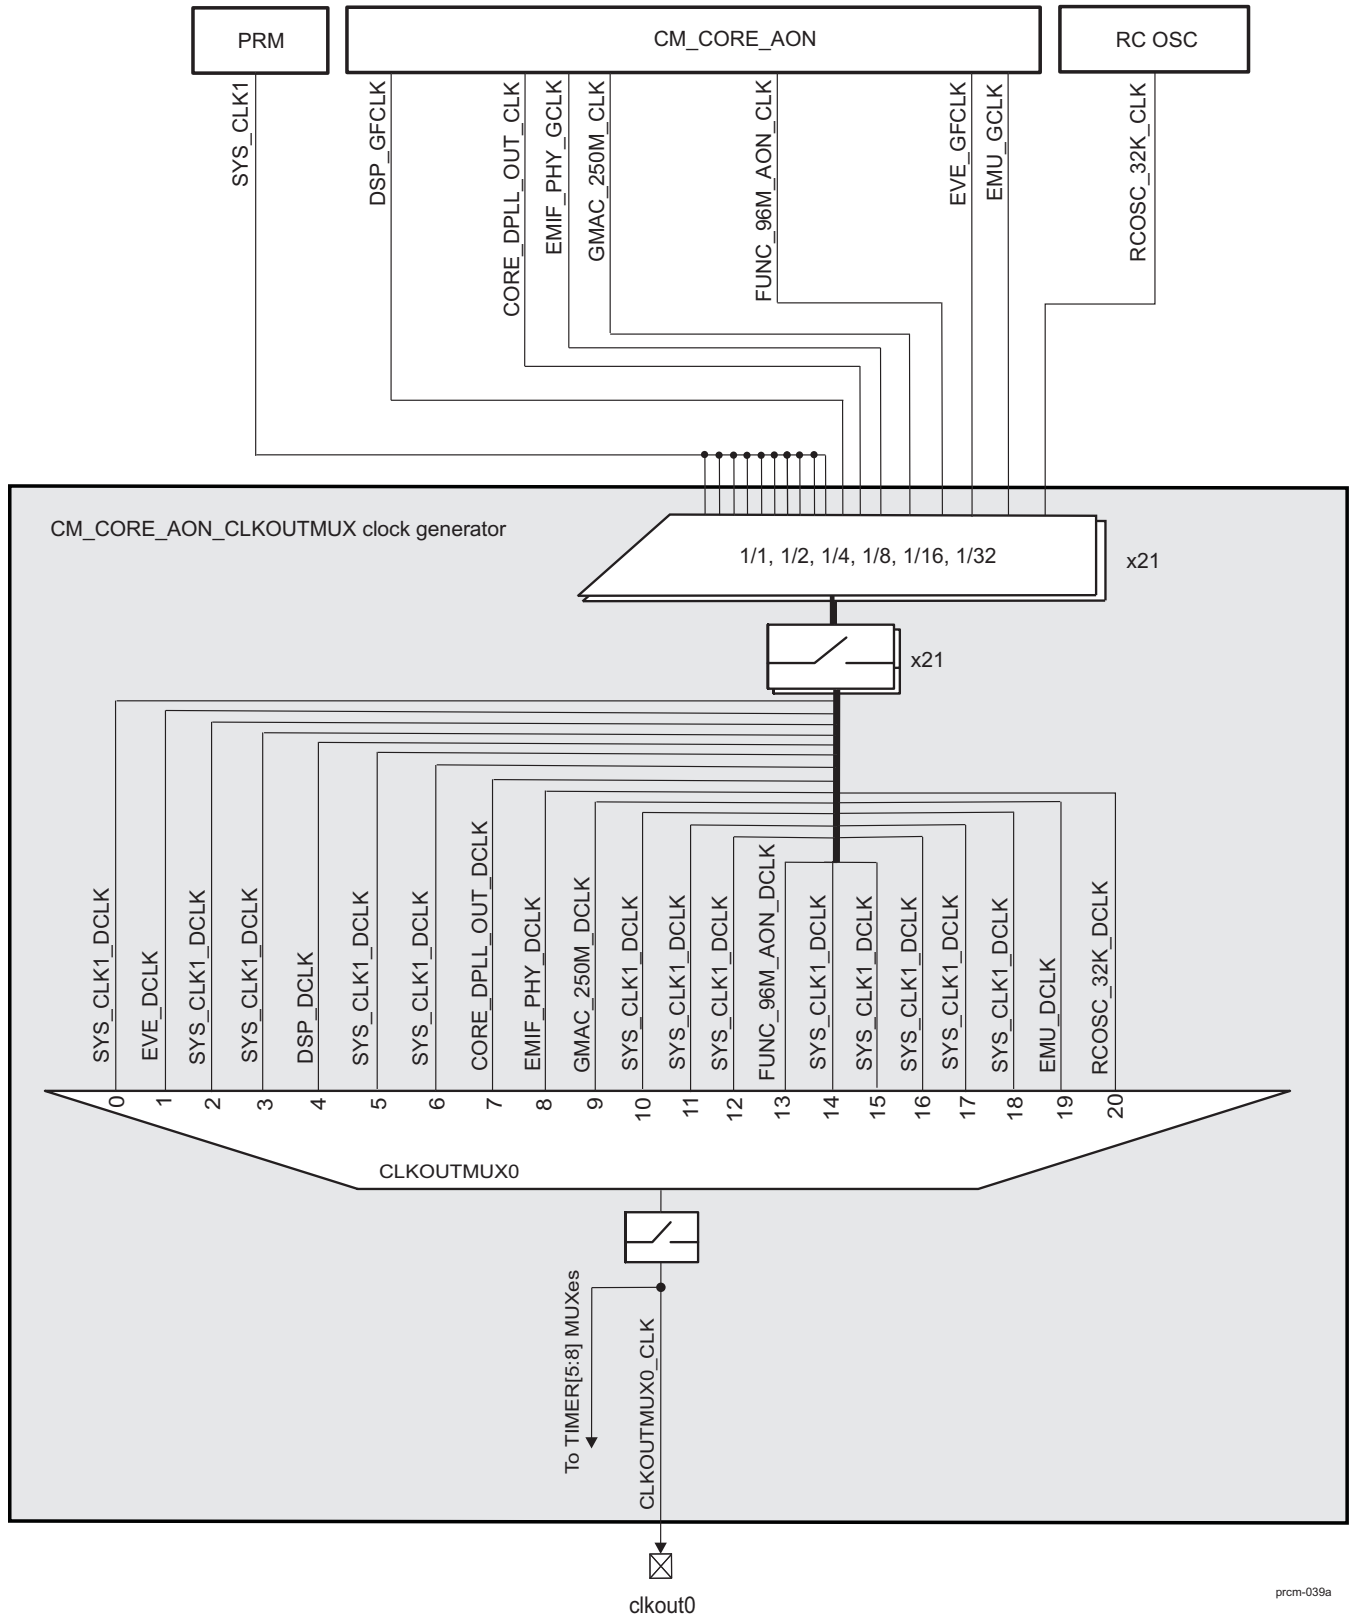 PRM
CM_CORE_AON
RC OSC
SYS_CLK1
DSP_GFCLK
CORE_DPLL_OUT_CLK
EMIF_PHY_GCLK
GMAC_250M_CLK
FUNC_96M_AON_CLK
EVE_GFCLK
EMU_GCLK
RCOSC_32K_CLK
CM_CORE_AON_CLKOUTMUX clock generator
1/1, 1/2, 1/4, 1/8, 1/16, 1/32
x21
x21
SYS_CLK1_DCLK
EVE_DCLK
SYS_CLK1_DCLK
SYS_CLK1_DCLK
DSP_DCLK
SYS_CLK1_DCLK
SYS_CLK1_DCLK
CORE_DPLL_OUT_DCLK
EMIF_PHY_DCLK
GMAC_250M_DCLK
SYS_CLK1_DCLK
SYS_CLK1_DCLK
SYS_CLK1_DCLK
FUNC_96M_AON_DCLK
SYS_CLK1_DCLK
SYS_CLK1_DCLK
SYS_CLK1_DCLK
SYS_CLK1_DCLK
SYS_CLK1_DCLK
EMU_DCLK
RCOSC_32K_DCLK
0
1
2
3
4
5
6
7
8
9
10
11
12
13
14
15
16
17
18
19
20
CLKOUTMUX0
To TIMER[5:8] MUXes
CLKOUTMUX0_CLK
clkout0
prcm-039a